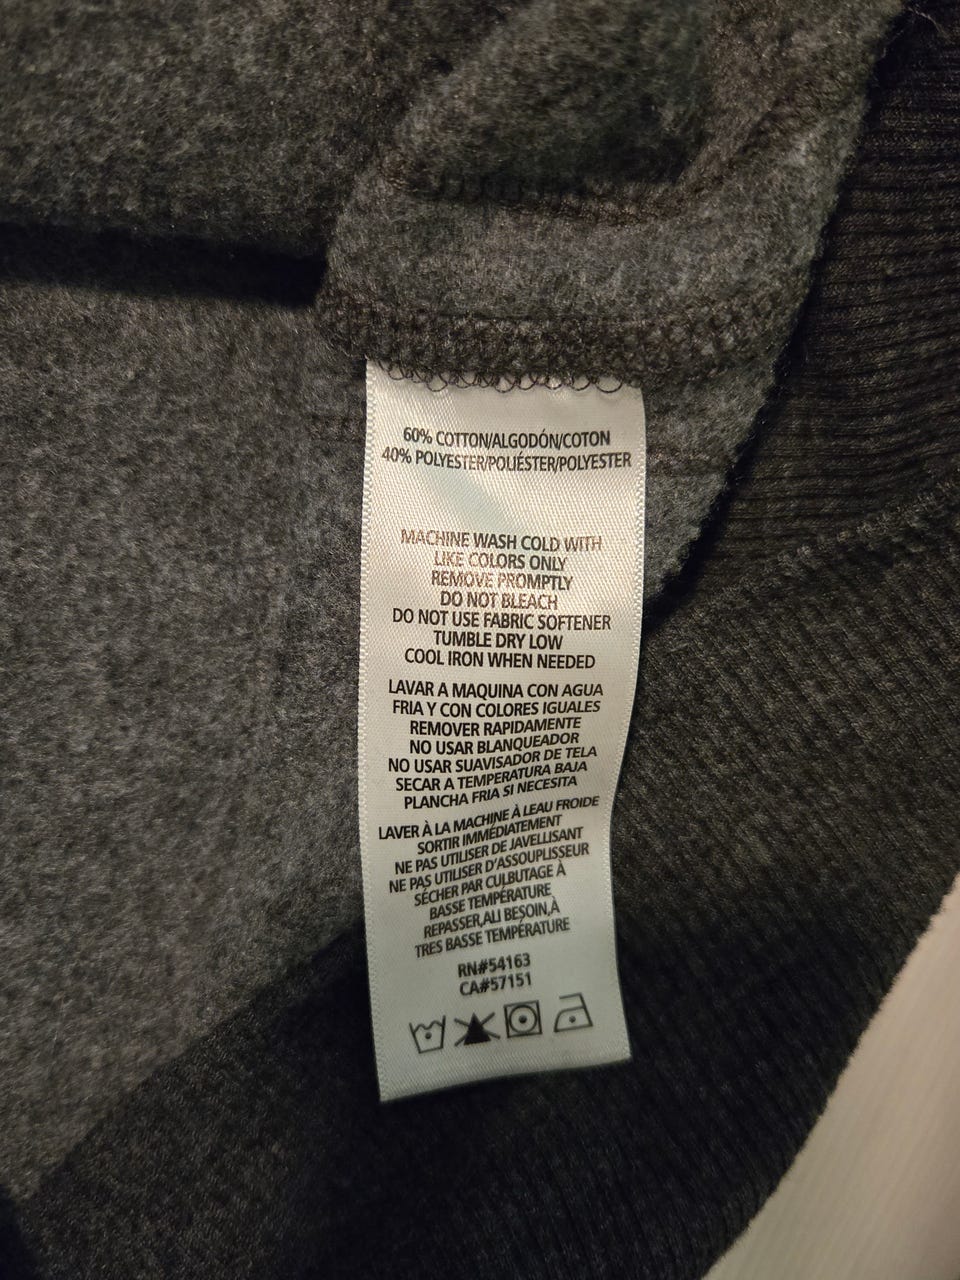 60% COTTON/ALGODÓN/COTON
40% POLYESTER/POLIÉSTER/POLYESTER
MACHINE WASH COLD WITH
LIKE COLORS ONLY
REMOVE PROMPTLY
DO NOT BLEACH
DO NOT USE FABRIC SOFTENER
TUMBLE DRY LOW
COOL IRON WHEN NEEDED
LAVAR A MAQUINA CON AGUA
FRIA Y CON COLORES IGUALES
REMOVER RAPIDAMENTE
NO USAR BLANQUEADOR
NO USAR SUAVISADOR DE TELA
SECAR A TEMPERATURA BAJA
PLANCHA FRIA SI NECESITA
LAVER À LA MACHINE À LEAU FROIDE
SORTIR IMMÉDIATEMENT
NE PAS UTILISER DE JAVELLISANT
NE PAS UTILISER D'ASSOUPLISSEUR
SÉCHER PAR CULBUTAGE À
BASSE TEMPÉRATURE
REPASSER,ALI BESOIN,À
TRES BASSE TEMPÉRATURE
RN#54163
CA#57151